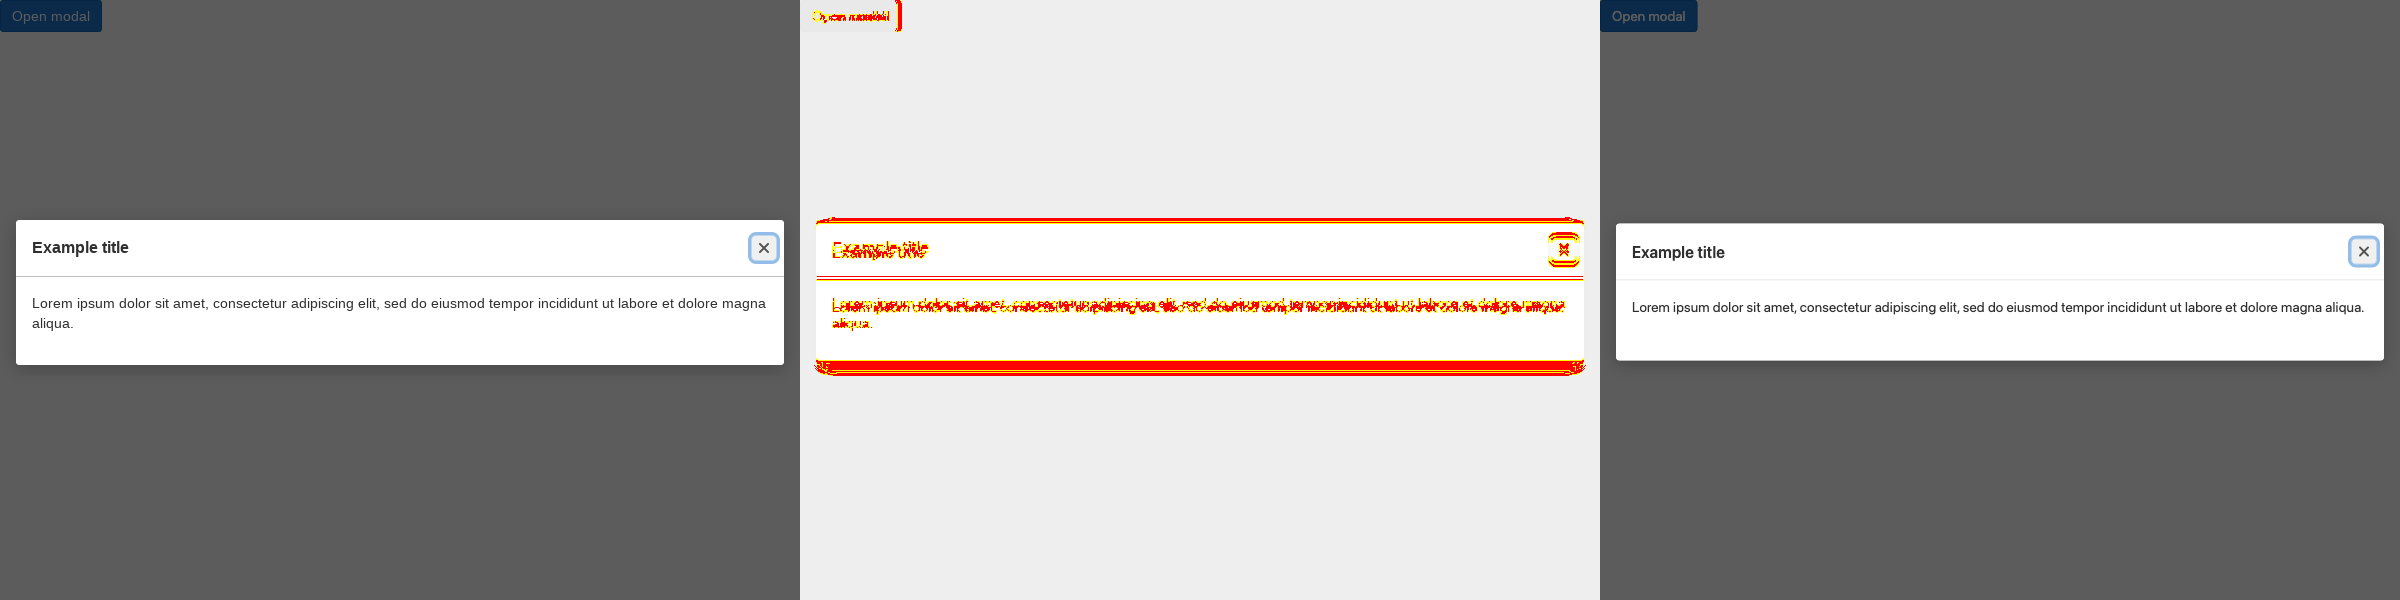 Open modal
Example title
Lorem ipsum dolor sit amet, consectetur adipiscing elit, sed do eiusmod tempor incididunt ut labore et dolore magna
aliqua.
Open modal
Example title
Lorem ipsum dolor sit amet, consectetur adipiscing elit, sed do eiusmod tempor incididunt ut labore et dolore magna
aliqua.
Open modal
Example title
Lorem ipsum dolor sit amet, consectetur adipiscing elit, sed do eiusmod tempor incididunt ut labore et dolore magna aliqua.